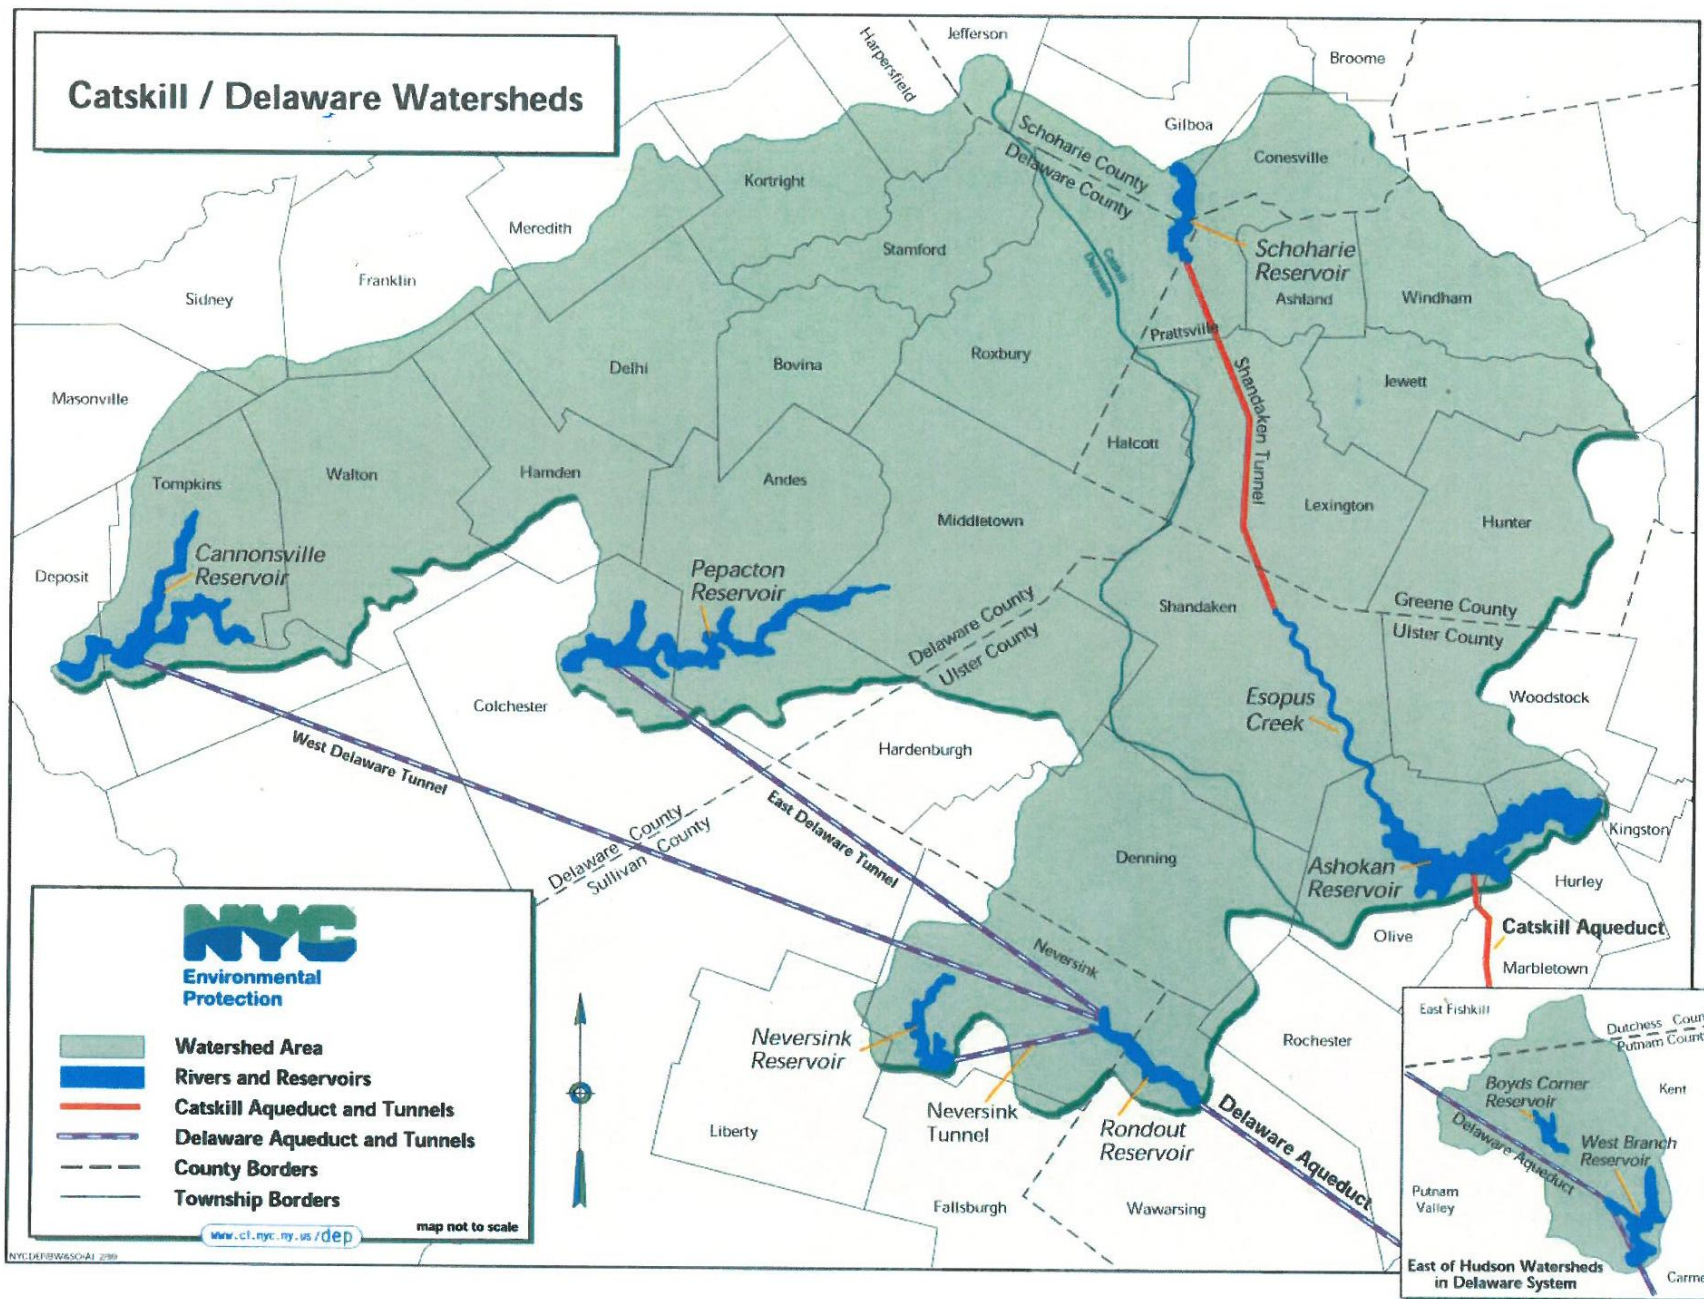 Catskill / Delaware Watersheds
Jefferson
Harpersfield
Broome
Gilboa
Schoharie County
Delaware County
Conesville
Kortright
Meredith
Stamford
Catskill
Delaware
Schoharie
Reservoir
Franklin
Sidney
Ashland
Windham
Prattsville
Roxbury
Bovina
Delhi
Jewett
Masonville
Shandaken Tunnel
Halcott
Tompkins
Walton
Hamden
Andes
Middletown
Lexington
Hunter
Cannonsville
Reservoir
Deposit
Pepacton
Reservoir
Shandaken
Greene County
Ulster County
Delaware County
Ulster County
Esopus
Creek
Woodstock
Colchester
Hardenburgh
West Delaware Tunnel
East Delaware Tunnel
Delaware County
Sullivan County
Kingston
Denning
Ashokan
Reservoir
Hurley
Olive
Catskill Aqueduct
Marbletown
Neversink
Neversink
Reservoir
Rochester
Neversink
Tunnel
Rondout
Reservoir
Delaware Aqueduct
Liberty
Fallsburgh
Wawarsing
NYC
Environmental
Protection
Watershed Area
Rivers and Reservoirs
Catskill Aqueduct and Tunnels
Delaware Aqueduct and Tunnels
County Borders
Township Borders
www.ci.nyc.ny.us/dep
map not to scale
East Fishkill
Dutchess Coun
Putnam Count
Boyds Corner
Reservoir
Kent
Delaware Aqueduct
West Branch
Reservoir
Putnam
Valley
East of Hudson Watersheds
in Delaware System
Carme